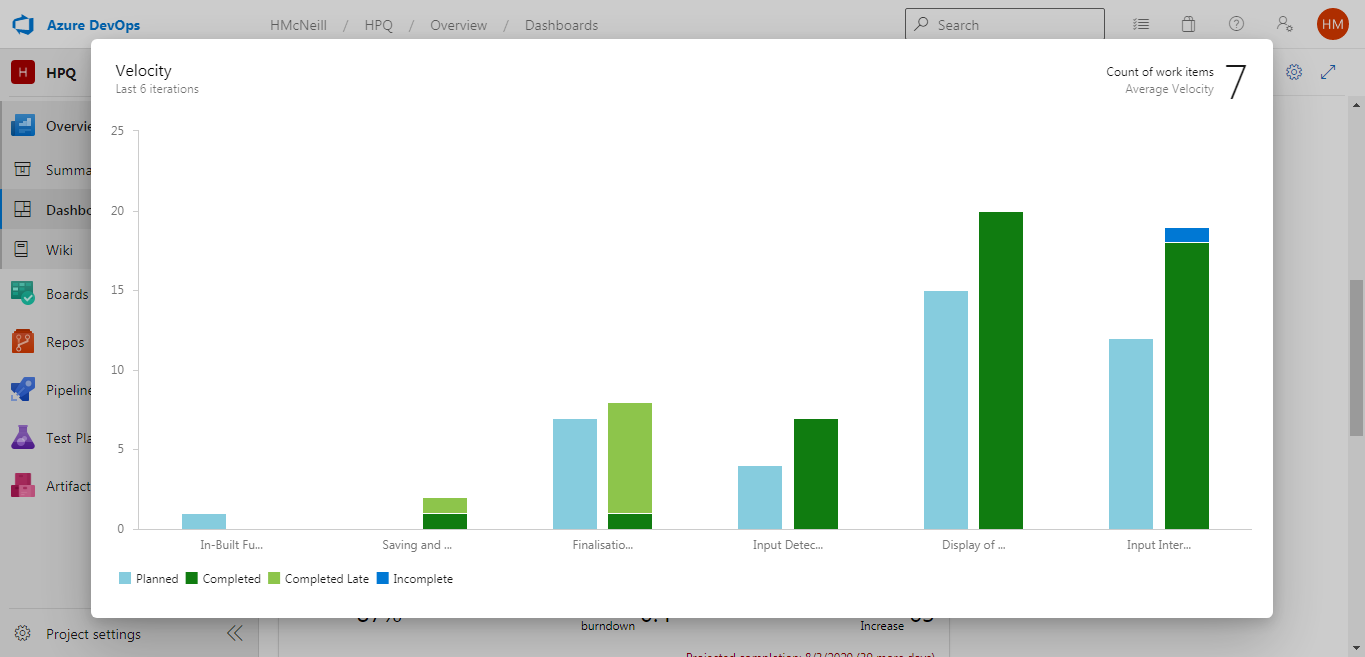 Azure DevOps
HMcNeill / HPQ / Overview / Dashboards
Search
HM
H HPQ
Overvie
Summa
Dashbo
Wiki
Boards
Repos
Pipeline
Test Pla
Artifact
Project settings
Velocity
Last 6 iterations
Count of work items
Average Velocity
7
25
20
15
10
5
0
In-Built Fu...
Saving and ...
Finalisatio...
Input Detec...
Display of ...
Input Inter...
Planned Completed Completed Late Incomplete
burndown
Increase